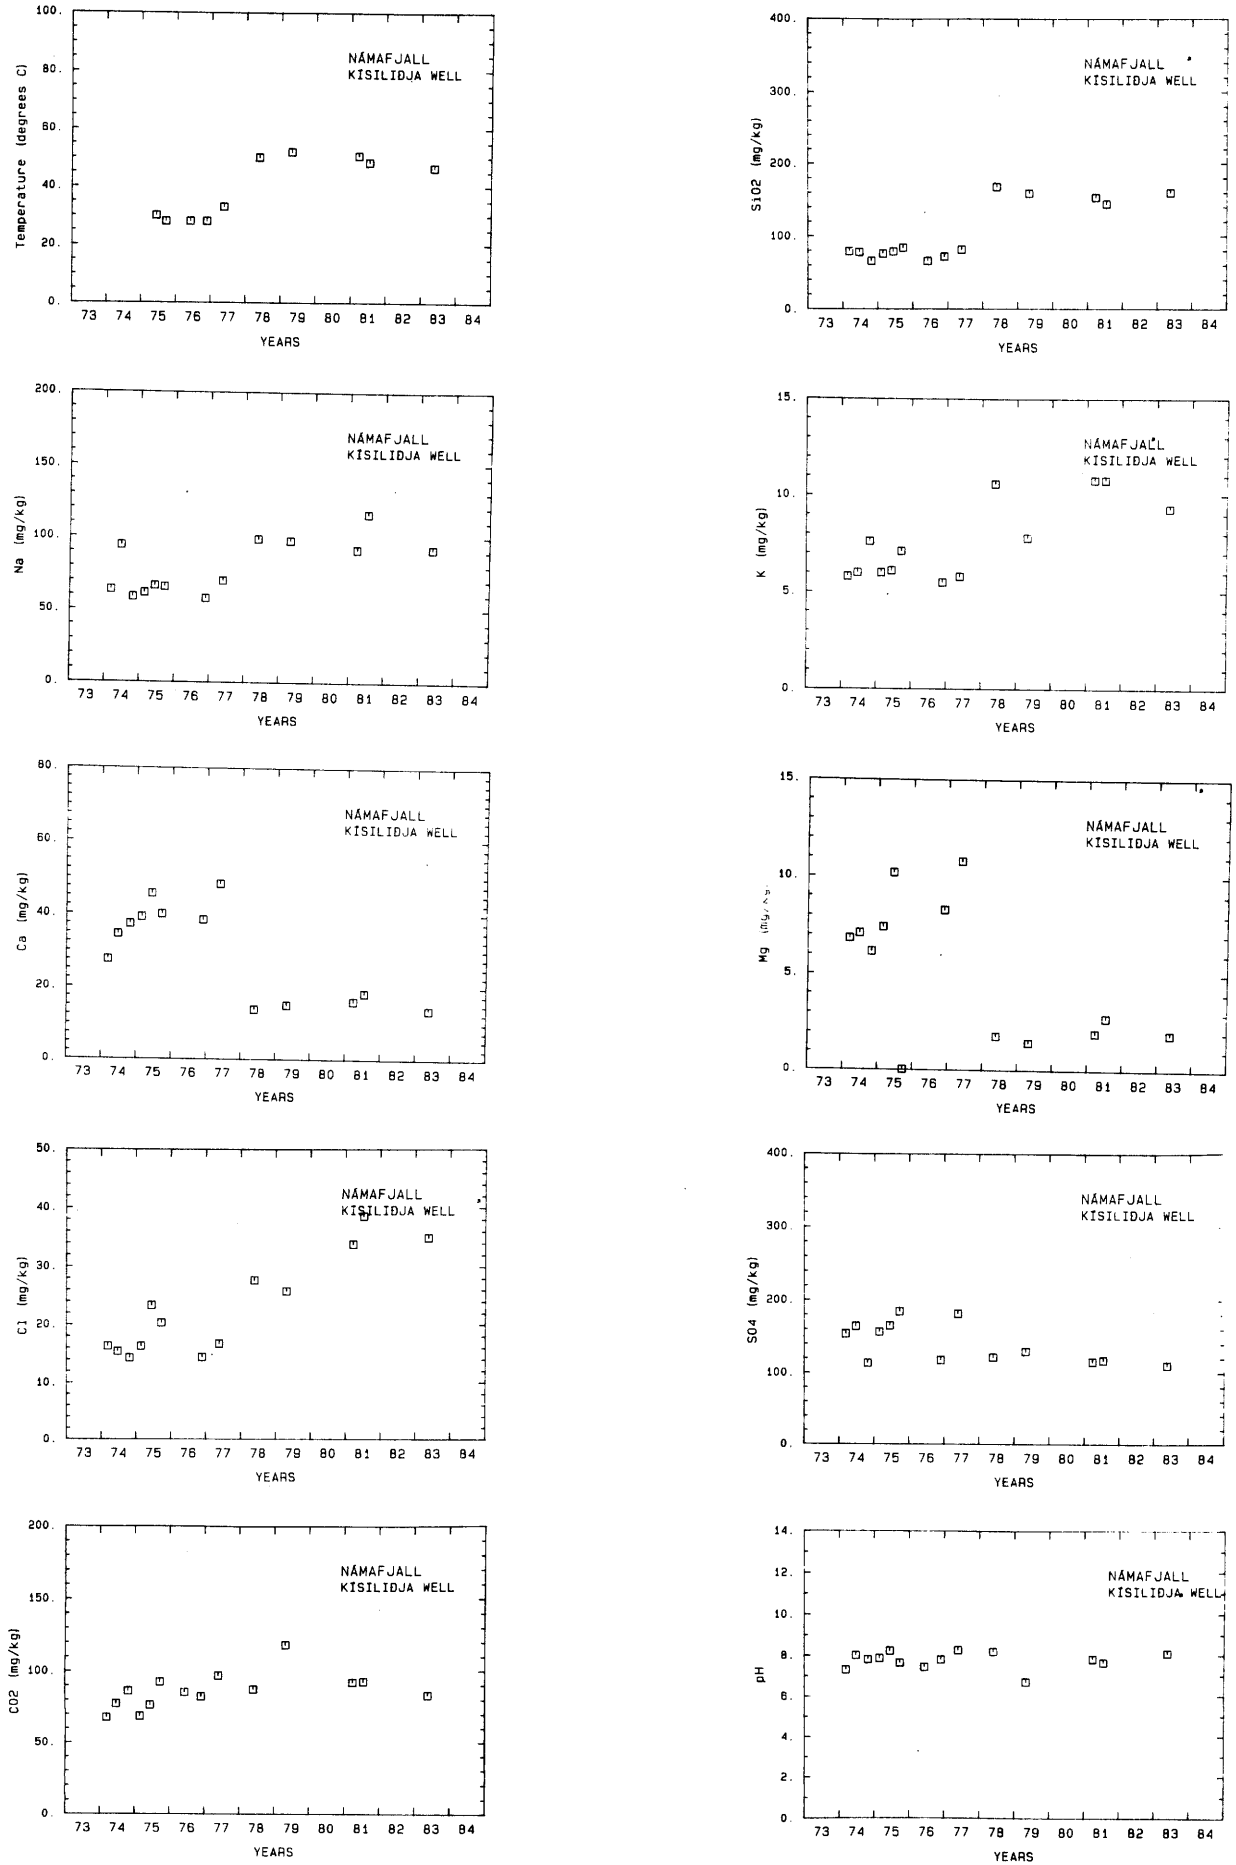 100.
80.
60.
40.
20.
0.
Temperature (degrees C)
NÁMAFJALL
KÍSILIÐJA WELL
73 74 75 76 77 78 79 80 81 82 83 84
YEARS
400.
300.
200.
100.
0.
SiO2 (mg/kg)
NÁMAFJALL
KÍSILIÐJA WELL
73 74 75 76 77 78 79 80 81 82 83 84
YEARS
200.
150.
100.
50.
0.
Na (mg/kg)
NÁMAFJALL
KÍSILIÐJA WELL
73 74 75 76 77 78 79 80 81 82 83 84
YEARS
15.
10.
5.
0.
K (mg/kg)
NÁMAFJALL
KÍSILIÐJA WELL
73 74 75 76 77 78 79 80 81 82 83 84
YEARS
80.
60.
40.
20.
0.
Ca (mg/kg)
NÁMAFJALL
KÍSILIÐJA WELL
73 74 75 76 77 78 79 80 81 82 83 84
YEARS
15.
10.
5.
0.
Mg (mg/kg)
NÁMAFJALL
KÍSILIÐJA WELL
73 74 75 76 77 78 79 80 81 82 83 84
YEARS
50.
40.
30.
20.
10.
0.
Cl (mg/kg)
NÁMAFJALL
KÍSILIÐJA WELL
73 74 75 76 77 78 79 80 81 82 83 84
YEARS
400.
300.
200.
100.
0.
SO4 (mg/kg)
NÁMAFJALL
KÍSILIÐJA WELL
73 74 75 76 77 78 79 80 81 82 83 84
YEARS
200.
150.
100.
50.
0.
CO2 (mg/kg)
NÁMAFJALL
KÍSILIÐJA WELL
73 74 75 76 77 78 79 80 81 82 83 84
YEARS
14.
12.
10.
8.
6.
4.
2.
0.
pH
NÁMAFJALL
KÍSILIÐJA WELL
73 74 75 76 77 78 79 80 81 82 83 84
YEARS